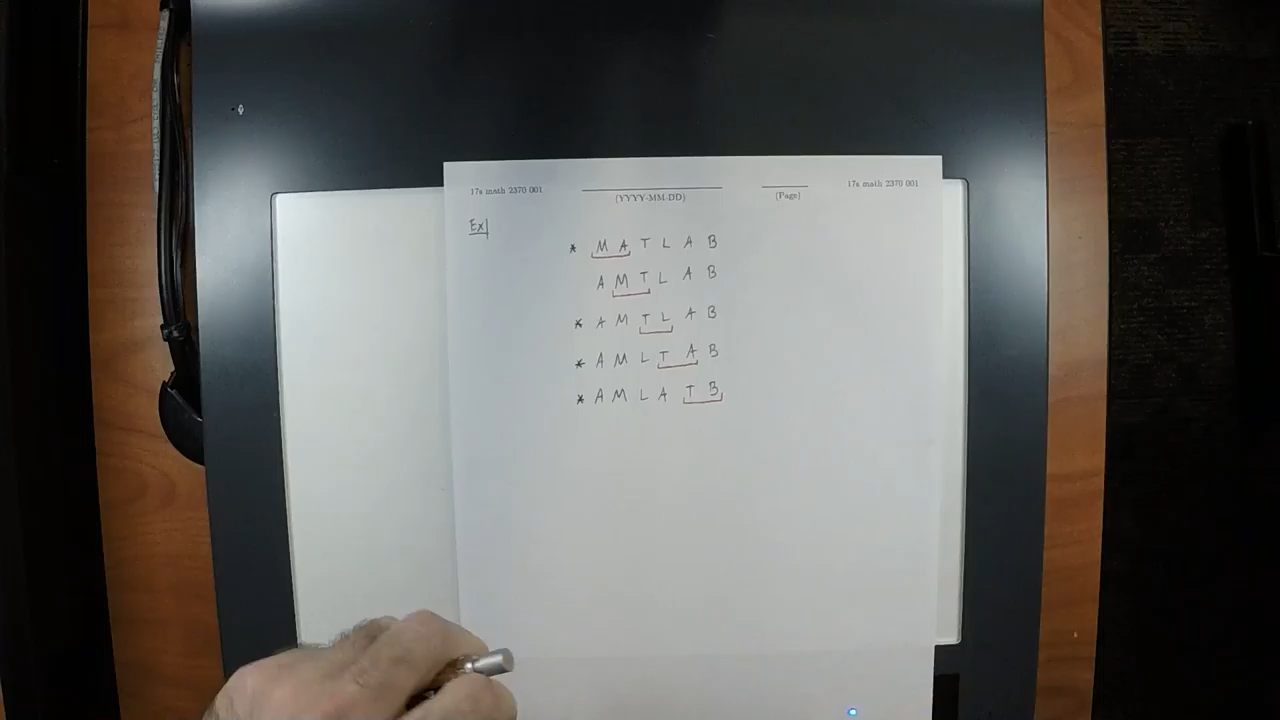 17s math 2370 001 (YYYY-MM-DD) (Page) 17s math 2370 001
Ex
* M A T L A B
A M T L A B
* A M T L A B
* A M L T A B
* A M L A T B